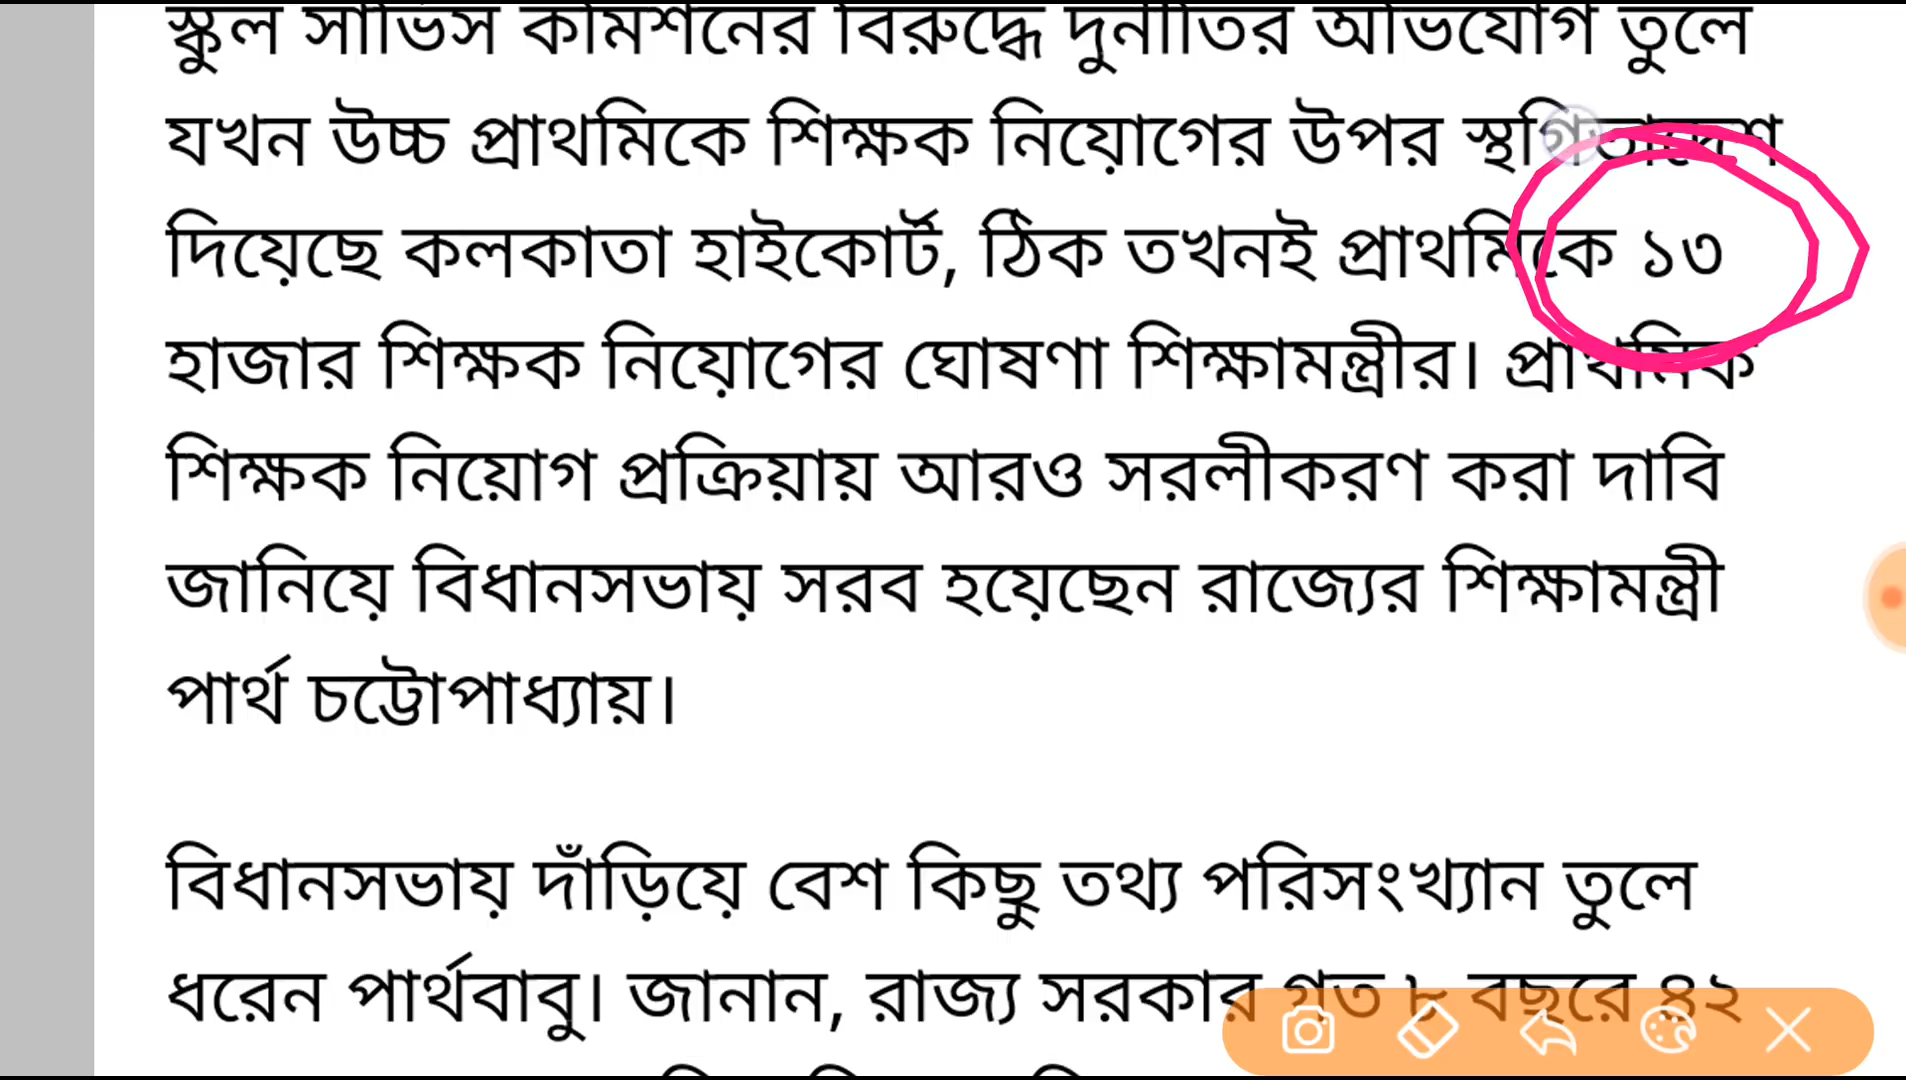 স্কুল সার্ভিস কমিশনের বিরুদ্ধে দুর্নীতির অভিযোগ তুলে
যখন উচ্চ প্রাথমিকে শিক্ষক নিয়োগের উপর স্থগিতাদেশ
দিয়েছে কলকাতা হাইকোর্ট, ঠিক তখনই প্রাথমিকে ১৩
হাজার শিক্ষক নিয়োগের ঘোষণা শিক্ষামন্ত্রীর। প্রাথমিক
শিক্ষক নিয়োগ প্রক্রিয়ায় আরও সরলীকরণ করা দাবি
জানিয়ে বিধানসভায় সরব হয়েছেন রাজ্যের শিক্ষামন্ত্রী
পার্থ চট্টোপাধ্যায়।
বিধানসভায় দাঁড়িয়ে বেশ কিছু তথ্য পরিসংখ্যান তুলে
ধরেন পার্থবাবু। জানান, রাজ্য সরকার গত ৮ বছরে ৪২